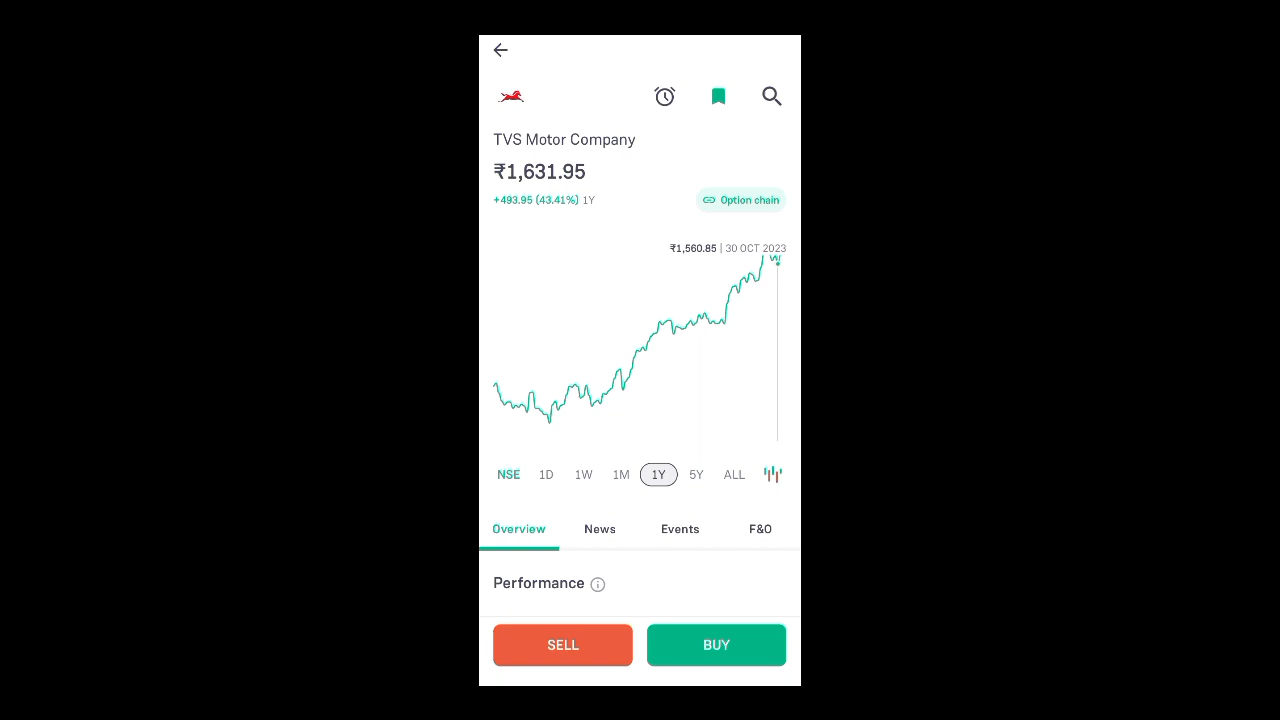 TVS Motor Company
₹1,631.95
+493.95 (43.41%) 1Y
Option chain
₹1,560.85 | 30 OCT 2023
NSE 1D 1W 1M 1Y 5Y ALL
Overview News Events F&O
Performance
SELL BUY